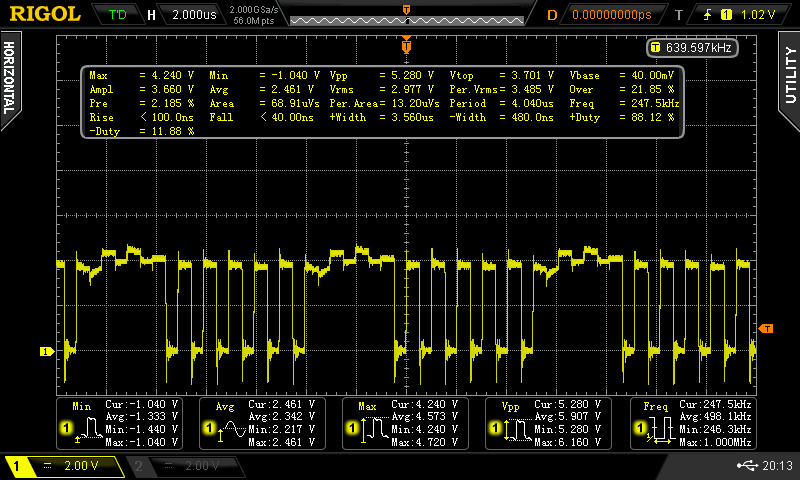 RIGOL T'D H 2.000us 2.000GSa/s 56.0M pts T D 0.00000000ps T 1 1.02 V
HORIZONTAL
UTILITY
T
T 639.597kHz
Max = 4.240 V Min = -1.040 V Vpp = 5.280 V Vtop = 3.701 V Vbase = 40.00mV
Ampl = 3.660 V Avg = 2.461 V Vrms = 2.977 V Per.Vrms= 3.485 V Over = 21.85 %
Pre = 2.185 % Area = 68.91uVs Per.Area= 13.20uVs Period = 4.040us Freq = 247.5kHz
Rise < 100.0ns Fall < 40.00ns +Width = 3.560us -Width = 480.0ns +Duty = 88.12 %
-Duty = 11.88 %
T
1
Min Cur:-1.040 V Avg Cur:2.461 V Max Cur:4.240 V Vpp Cur:5.280 V Freq Cur:247.5kHz
Avg:-1.333 V Avg:2.342 V Avg:4.573 V Avg:5.907 V Avg:498.1kHz
1 Min:-1.440 V 1 Min:2.217 V 1 Min:4.240 V 1 Min:5.280 V 1 Min:246.3kHz
Max:-1.040 V Max:2.461 V Max:4.720 V Max:6.160 V Max:1.000MHz
1 2.00 V 2 2.00 V 20:13